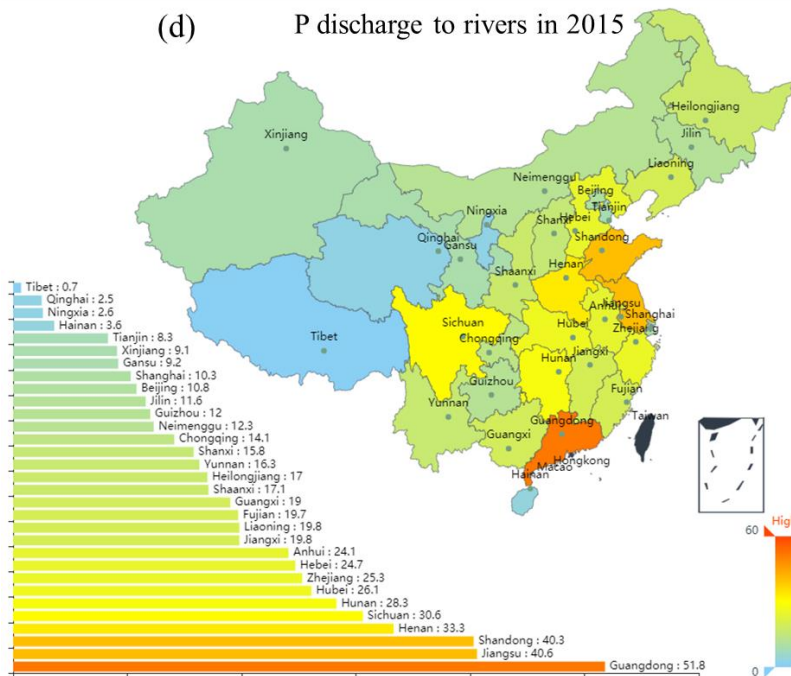 (d)
P discharge to rivers in 2015
Heilongjiang
Xinjiang
Jilin
Liaoning
Neimenggu
Beijing
Tianjin
Ningxia
Shanxi
Hebei
Qinghai
Gansu
Shandong
Henan
Shaanxi
Anhui
Jiangsu
Shanghai
Sichuan
Hubei
Zhejiang
Tibet
Chongqing
Hunan
Jiangxi
Guizhou
Fujian
Yunnan
Guangdong
Taiwan
Guangxi
Hongkong
Macao
Hainan
Tibet : 0.7
Qinghai : 2.5
Ningxia : 2.6
Hainan : 3.6
Tianjin : 8.3
Xinjiang : 9.1
Gansu : 9.2
Shanghai : 10.3
Beijing : 10.8
Jilin : 11.6
Guizhou : 12
Neimenggu : 12.3
Chongqing : 14.1
Shanxi : 15.8
Yunnan : 16.3
Heilongjiang : 17
Shaanxi : 17.1
Guangxi : 19
Fujian : 19.7
Liaoning : 19.8
Jiangxi : 19.8
Anhui : 24.1
Hebei : 24.7
Zhejiang : 25.3
Hubei : 26.1
Hunan : 28.3
Sichuan : 30.6
Henan : 33.3
Shandong : 40.3
Jiangsu : 40.6
Guangdong : 51.8
High
60
0